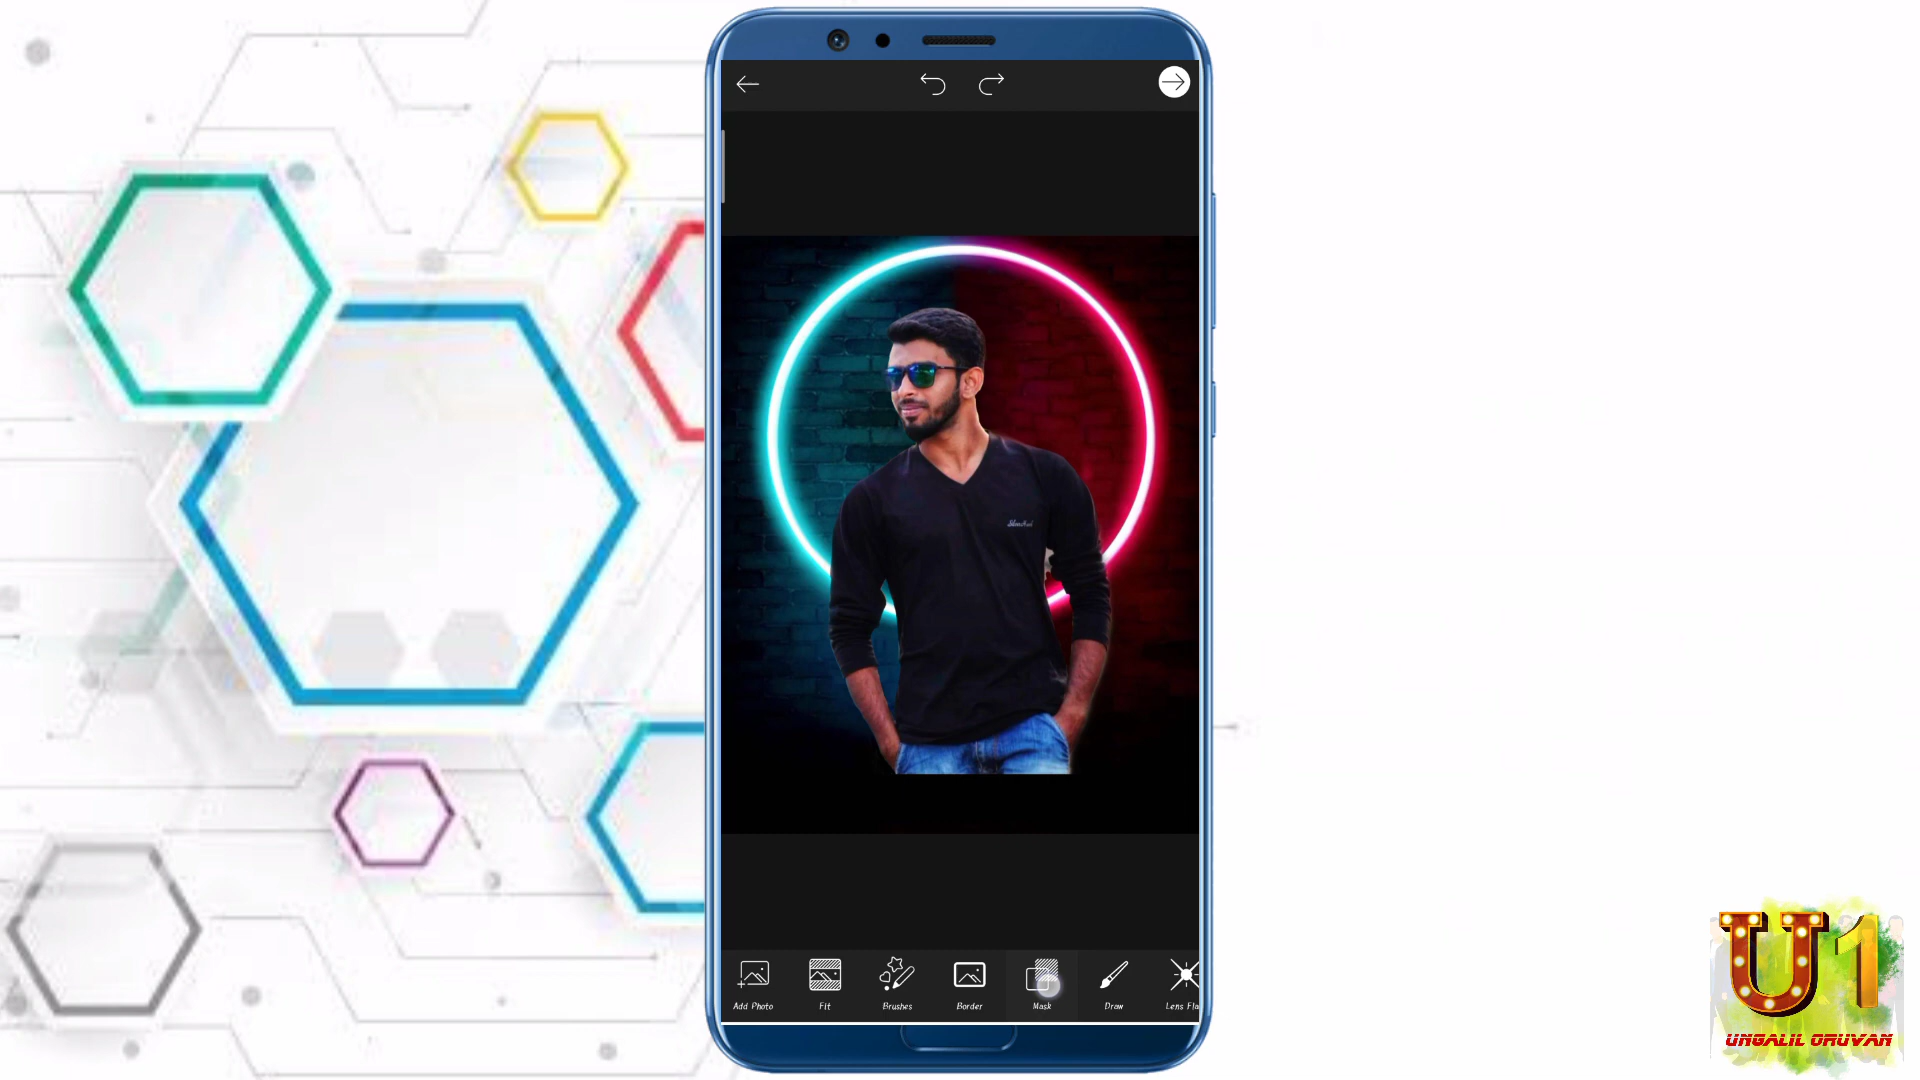 Add Photo
Fit
Brushes
Border
Mask
Draw
Lens Fla
U1
UNGALIL ORUVAN